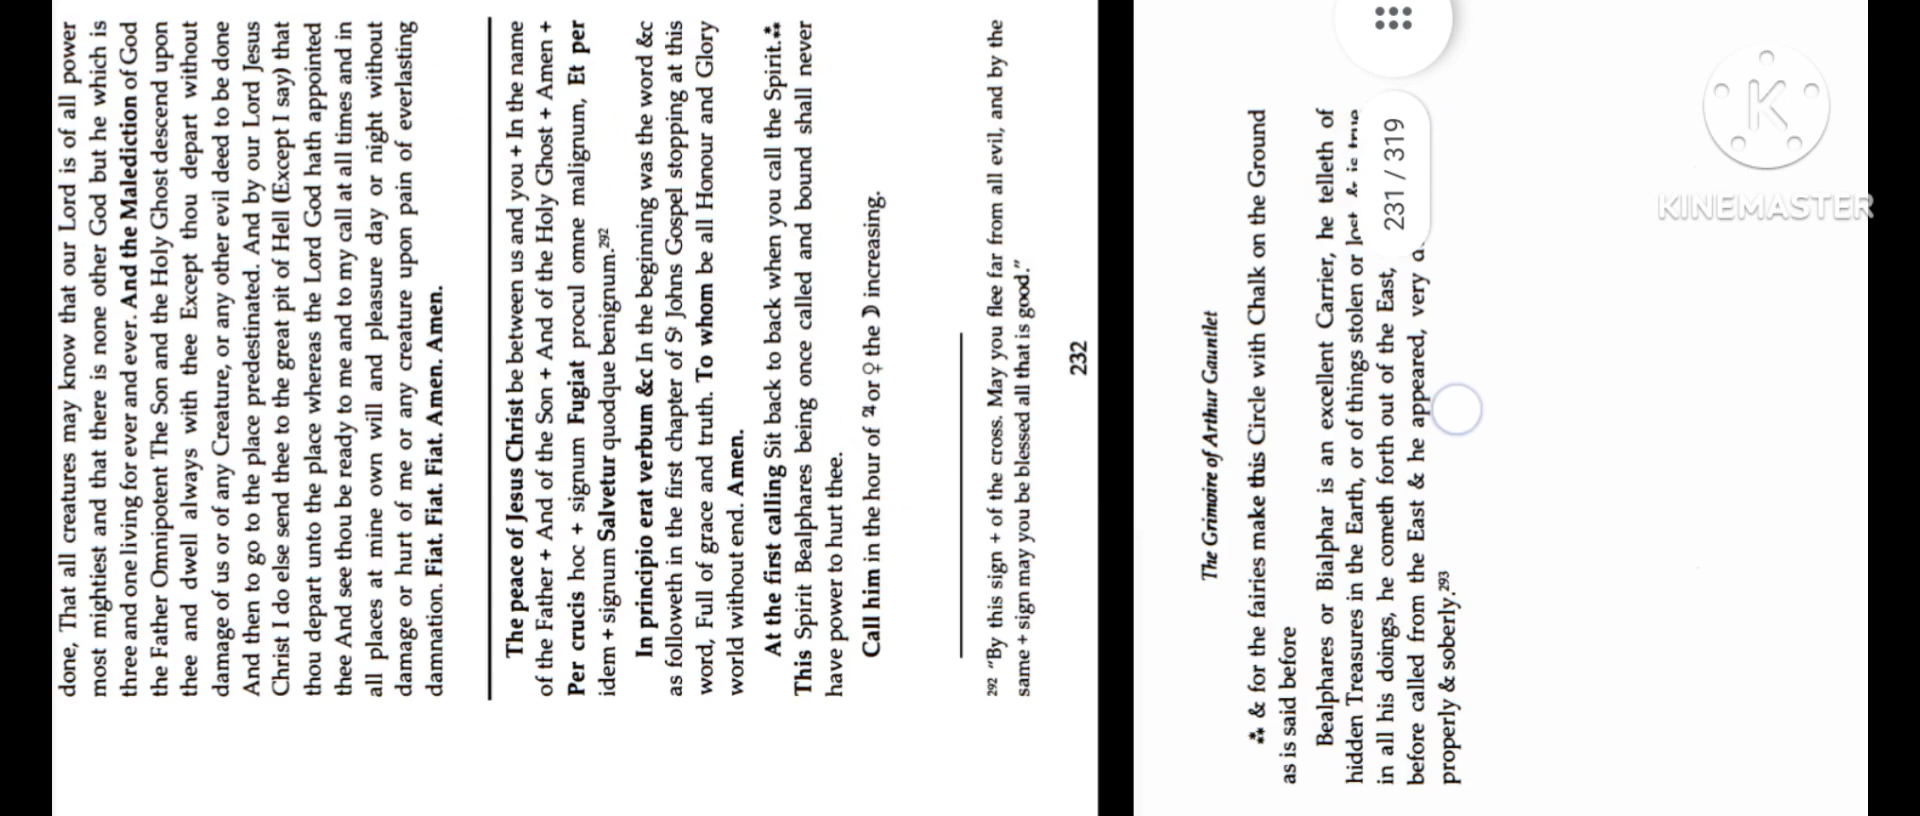 done, That all creatures may know that our Lord is of all power
most mighties and that there is none other God but he which is
three and one living for ever and ever. And the Malediction of God
the Father Omnipotent The Son and the Holy Ghost descend upon
thee and dwell always with thee Except thou depart without
damage of us or of any Creature, or any other evil deed to be done
And then to go to the place predestinated. And by our Lord Jesus
Christ I do else send thee to the great pit of Hell (Except I say) that
thou depart unto the place whereas the Lord God hath appointed
thee And see thou be ready to me and to my call at all times and in
all places at mine own will and pleasure day or night without
damage or hurt of me or any creature upon pain of everlasting
damnation. Fiat. Fiat. Fiat. Amen. Amen.
The peace of Jesus Christ be between us and you + In the name
of the Father + And of the Son + And of the Holy Ghost + Amen +
Per crucis hoc + signum Fugiat procul omne malignum, Et per
idem + signum Salvetur quodque benignum.²⁹²
In principio erat verbum &c In the beginning was the word &c
as followeth in the first chapter of Sᵗ Johns Gospel stopping at this
word, Full of grace and truth. To whom be all Honour and Glory
world without end. Amen.
At the first calling Sit back to back when you call the Spirit.⁂
This Spirit Bealphares being once called and bound shall never
have power to hurt thee.
Call him in the hour of ♃ or ♀ the ☽ increasing.
²⁹² "By this sign + of the cross. May you flee far from all evil, and by the
same + sign may you be blessed all that is good."
232
The Grimoire of Arthur Gauntlet
⁂ & for the fairies make this Circle with Chalk on the Ground
as is said before
Bealphares or Bialphar is an excellent Carrier, he telleth of
hidden Treasures in the Earth, or of things stolen or lost & is true
in all his doings, he cometh forth out of the East,
before called from the East & he appeared, very
properly & soberly.²⁹³
231 / 319
K
KINEMASTER